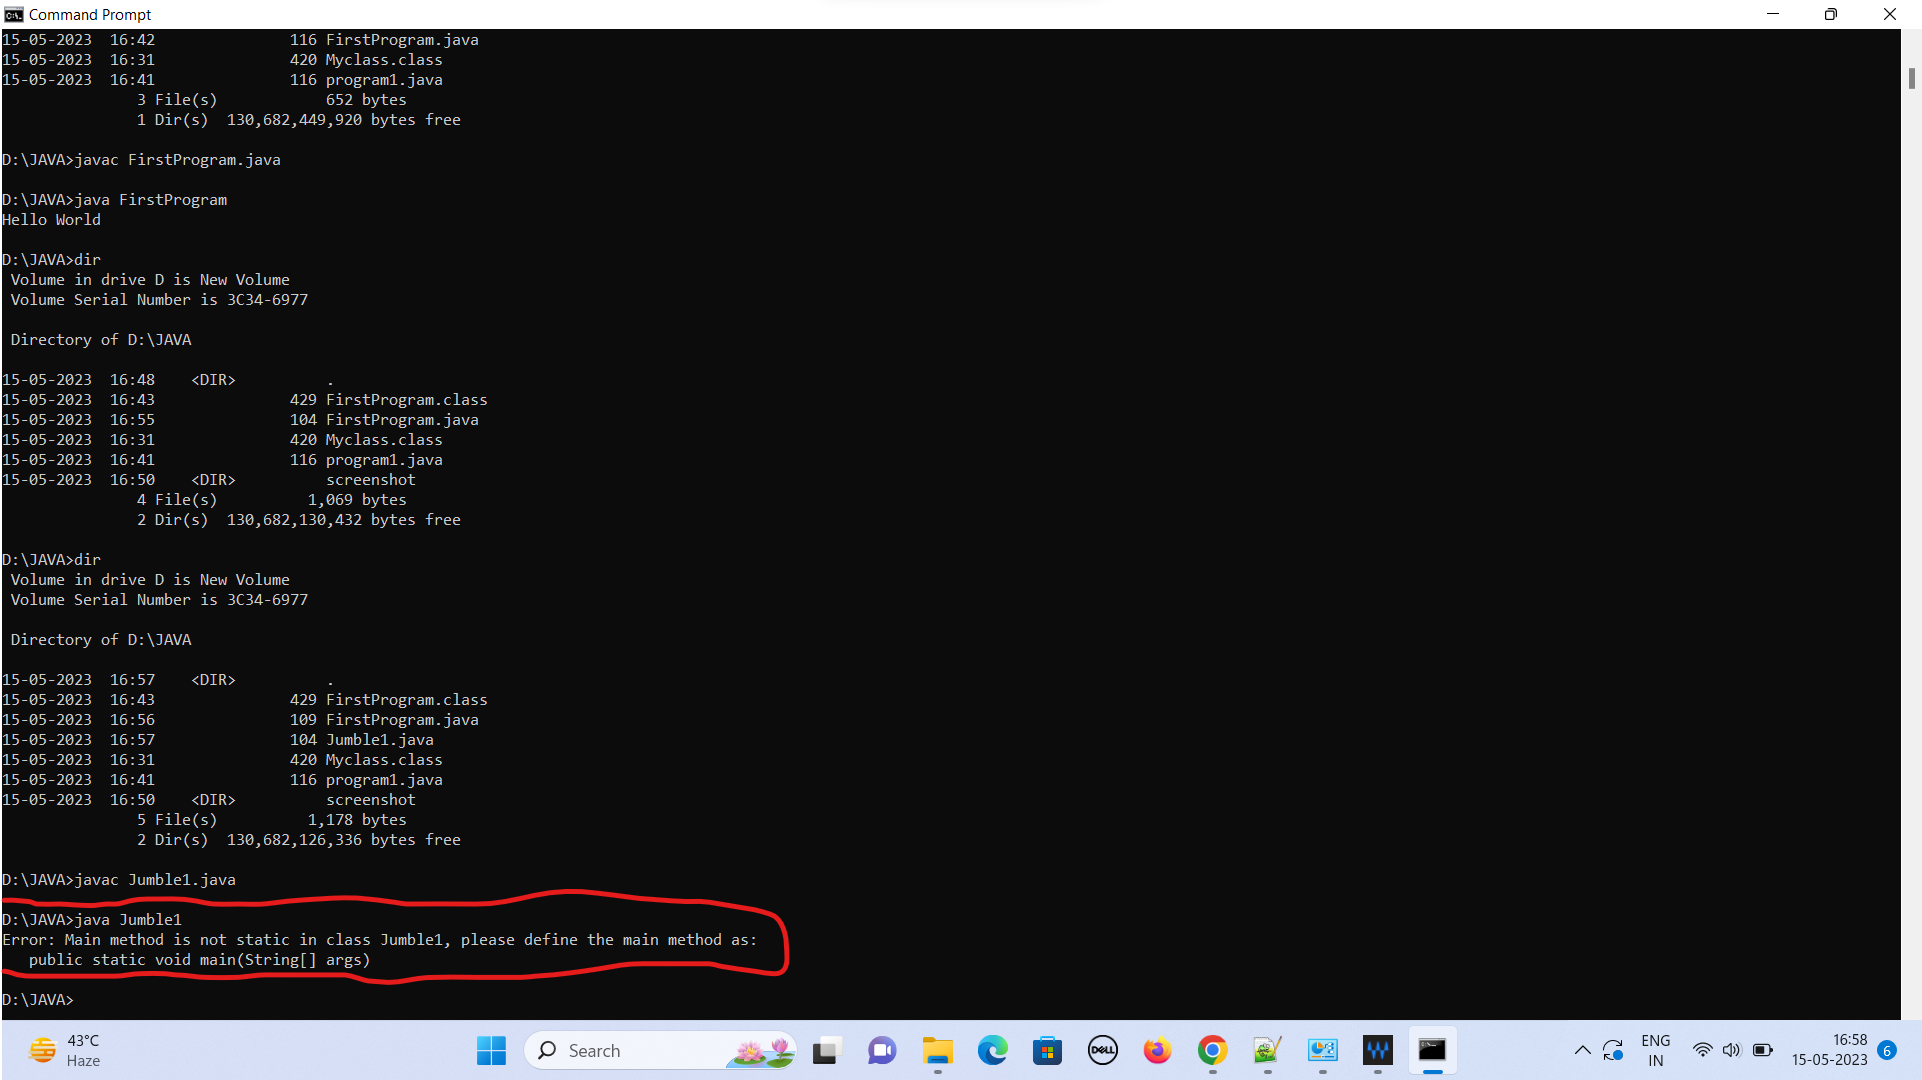 Command Prompt
15-05-2023  16:42               116 FirstProgram.java
15-05-2023  16:31               420 Myclass.class
15-05-2023  16:41               116 program1.java
               3 File(s)            652 bytes
               1 Dir(s)  130,682,449,920 bytes free
D:\JAVA>javac FirstProgram.java
D:\JAVA>java FirstProgram
Hello World
D:\JAVA>dir
 Volume in drive D is New Volume
 Volume Serial Number is 3C34-6977
 Directory of D:\JAVA
15-05-2023  16:48    <DIR>          .
15-05-2023  16:43               429 FirstProgram.class
15-05-2023  16:55               104 FirstProgram.java
15-05-2023  16:31               420 Myclass.class
15-05-2023  16:41               116 program1.java
15-05-2023  16:50    <DIR>          screenshot
               4 File(s)          1,069 bytes
               2 Dir(s)  130,682,130,432 bytes free
D:\JAVA>dir
 Volume in drive D is New Volume
 Volume Serial Number is 3C34-6977
 Directory of D:\JAVA
15-05-2023  16:57    <DIR>          .
15-05-2023  16:43               429 FirstProgram.class
15-05-2023  16:56               109 FirstProgram.java
15-05-2023  16:57               104 Jumble1.java
15-05-2023  16:31               420 Myclass.class
15-05-2023  16:41               116 program1.java
15-05-2023  16:50    <DIR>          screenshot
               5 File(s)          1,178 bytes
               2 Dir(s)  130,682,126,336 bytes free
D:\JAVA>javac Jumble1.java
D:\JAVA>java Jumble1
Error: Main method is not static in class Jumble1, please define the main method as:
   public static void main(String[] args)
D:\JAVA>
43°C
Haze
Search
DELL
ENG
IN
16:58
15-05-2023
6